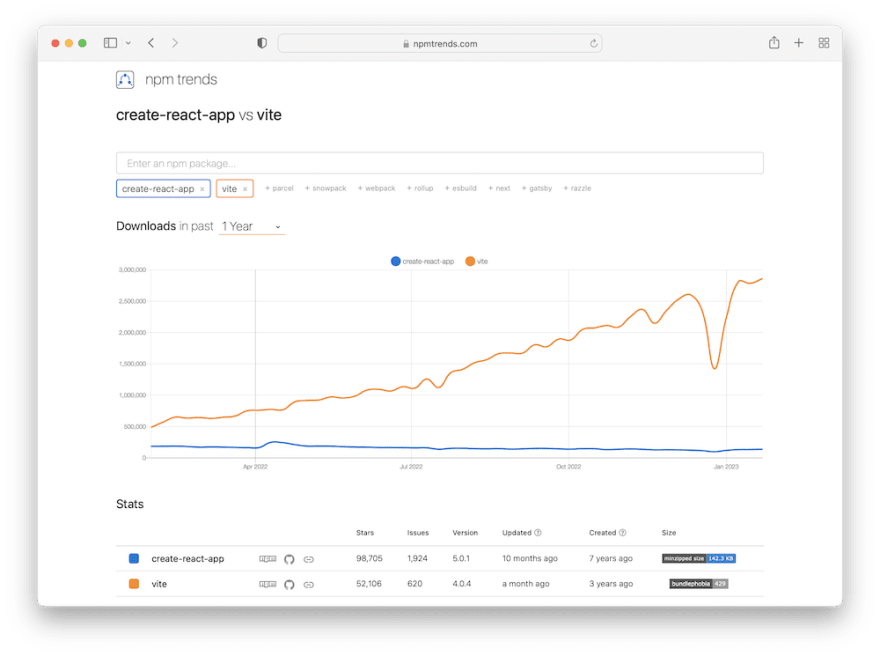 npmtrends.com
npm trends
create-react-app vs vite
Enter an npm package...
create-react-app × vite × + parcel + snowpack + webpack + rollup + esbuild + next + gatsby + razzle
Downloads in past 1 Year
create-react-app vite
3,000,000
2,500,000
2,000,000
1,500,000
1,000,000
500,000
0
Apr 2022 Jul 2022 Oct 2022 Jan 2023
Stats
Stars Issues Version Updated ? Created ? Size
create-react-app npm 98,705 1,924 5.0.1 10 months ago 7 years ago minzipped size 142.3 KB
vite npm 52,106 620 4.0.4 a month ago 3 years ago bundlephobia 429